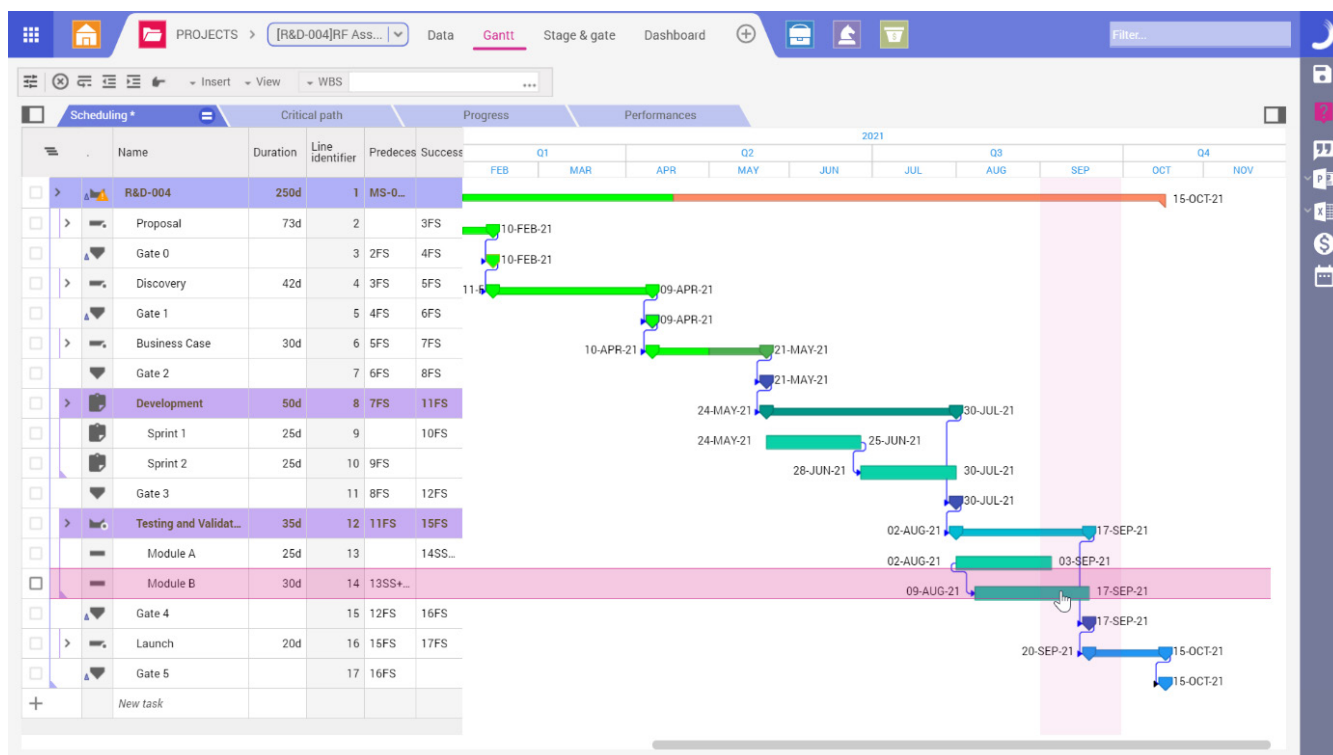 PROJECTS > [R&D-004]RF Ass... Data Gantt Stage & gate Dashboard Filter...
Insert View WBS ...
Scheduling * Critical path Progress Performances
2021
Name Duration Line identifier Predeces Success Q1 Q2 Q3 Q4
FEB MAR APR MAY JUN JUL AUG SEP OCT NOV
R&D-004 250d 1 MS-0... 15-OCT-21
Proposal 73d 2 3FS 10-FEB-21
Gate 0 3 2FS 4FS 10-FEB-21
Discovery 42d 4 3FS 5FS 09-APR-21
Gate 1 5 4FS 6FS 09-APR-21
Business Case 30d 6 5FS 7FS 10-APR-21 21-MAY-21
Gate 2 7 6FS 8FS 21-MAY-21
Development 50d 8 7FS 11FS 24-MAY-21 30-JUL-21
Sprint 1 25d 9 10FS 24-MAY-21 25-JUN-21
Sprint 2 25d 10 9FS 28-JUN-21 30-JUL-21
Gate 3 11 8FS 12FS 30-JUL-21
Testing and Validat... 35d 12 11FS 15FS 02-AUG-21 17-SEP-21
Module A 25d 13 14SS... 02-AUG-21 03-SEP-21
Module B 30d 14 13SS+... 09-AUG-21 17-SEP-21
Gate 4 15 12FS 16FS 17-SEP-21
Launch 20d 16 15FS 17FS 20-SEP-21 15-OCT-21
Gate 5 17 16FS 15-OCT-21
New task